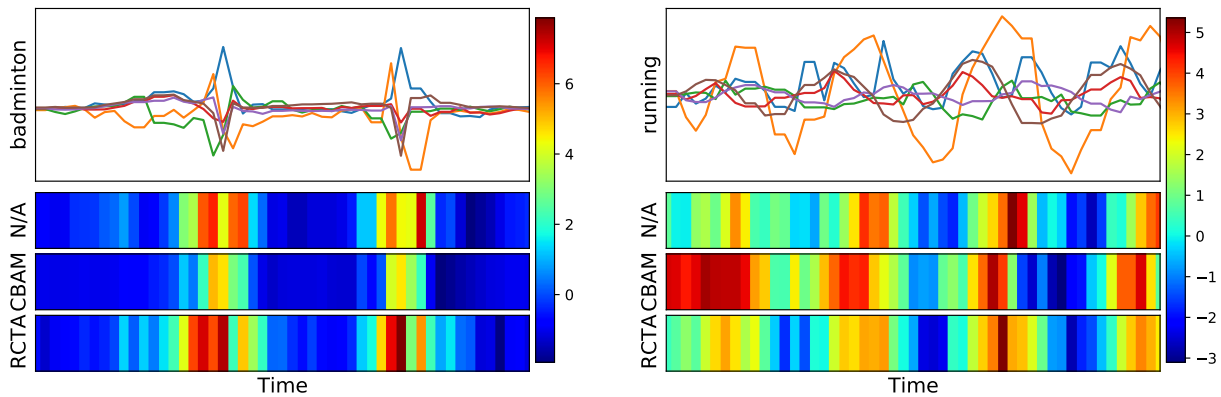 badminton
N/A
CBAM
RCTA
Time
6
4
2
0
running
N/A
CBAM
RCTA
Time
5
4
3
2
1
0
−1
−2
−3